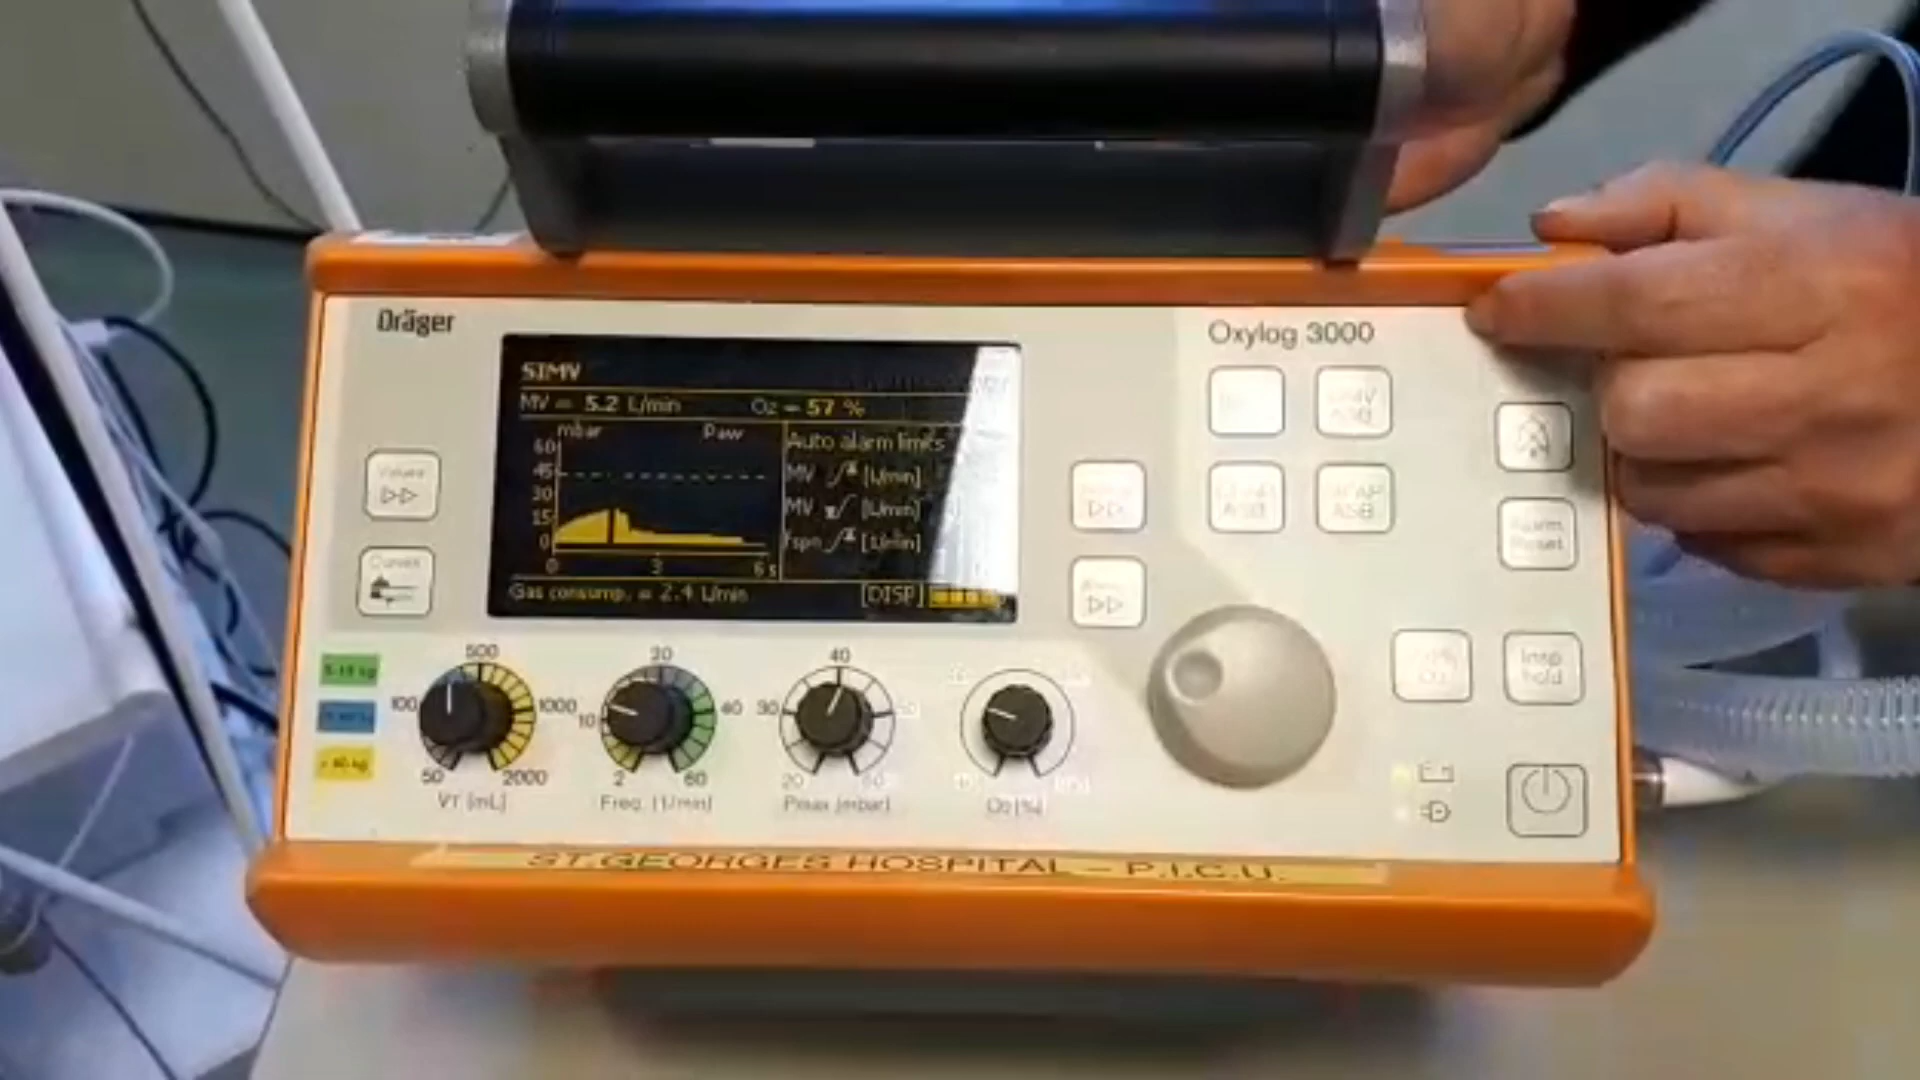 Dräger
Oxylog 3000
SIMV
MV = 5.2 L/min O₂ = 57 %
mbar Paw
60
45
30
15
0
0 3 6 s
Auto alarm limits
MV [L/min]
MV [L/min]
fspn [1/min]
Gas consump. = 2.4 L/min [DISP]
Values
Curves
Alarm
Reset
Insp
hold
500
100 1000
50 2000
VT [mL]
20
10 40
2 60
Freq. [1/min]
40
30
20 60
Pmax [mbar]
O₂ [%]
ST.GEORGES HOSPITAL – P.I.C.U.